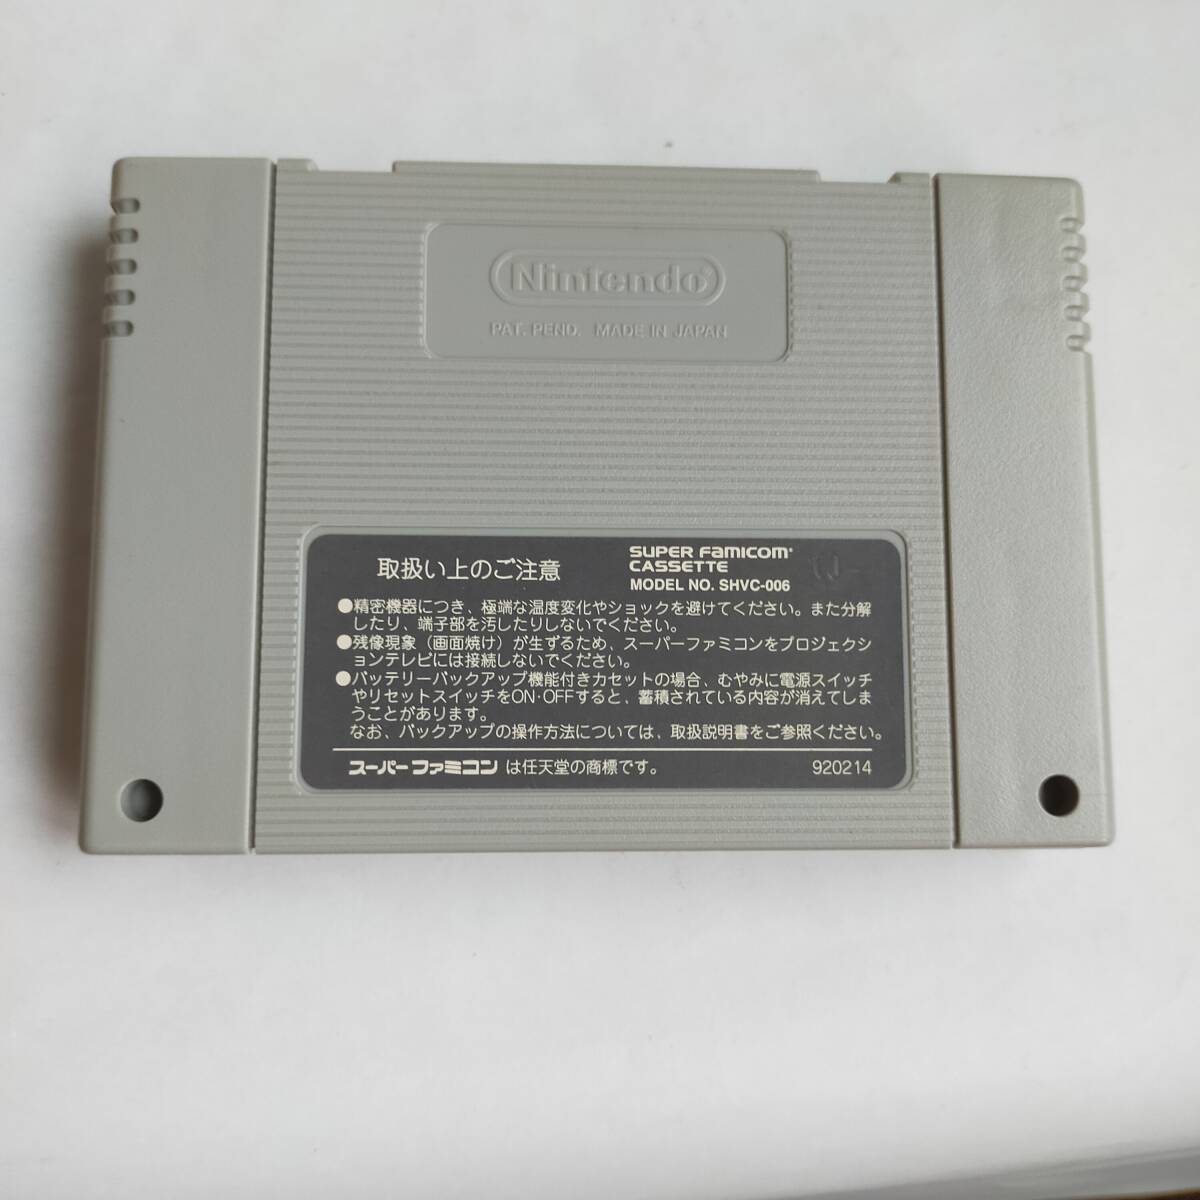 Nintendo®
PAT. PEND. MADE IN JAPAN
取扱い上のご注意
SUPER FAMICOM®
CASSETTE
MODEL NO. SHVC-006
●精密機器につき、極端な温度変化やショックを避けてください。また分解
したり、端子部を汚したりしないでください。
●残像現象（画面焼け）が生ずるため、スーパーファミコンをプロジェクシ
ョンテレビには接続しないでください。
●バッテリーバックアップ機能付きカセットの場合、むやみに電源スイッチ
やリセットスイッチをON·OFFすると、蓄積されている内容が消えてしま
うことがあります。
なお、バックアップの操作方法については、取扱説明書をご参照ください。
スーパーファミコン は任天堂の商標です。 920214